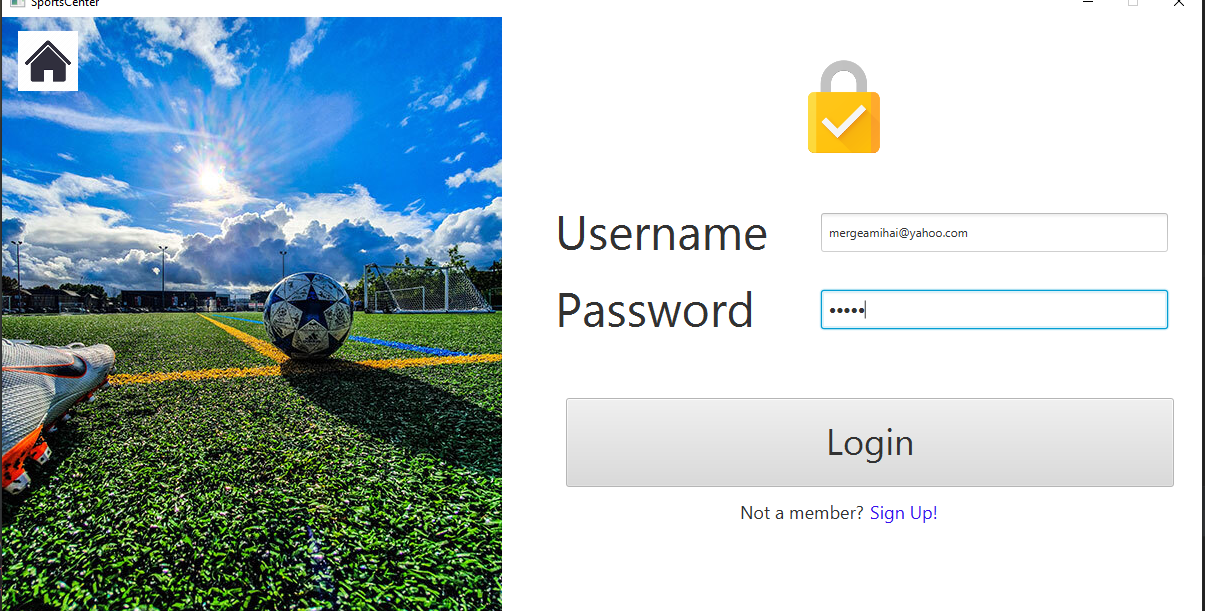 SportsCenter
Username
mergeamihai@yahoo.com
Password
•••••
Login
Not a member? Sign Up!